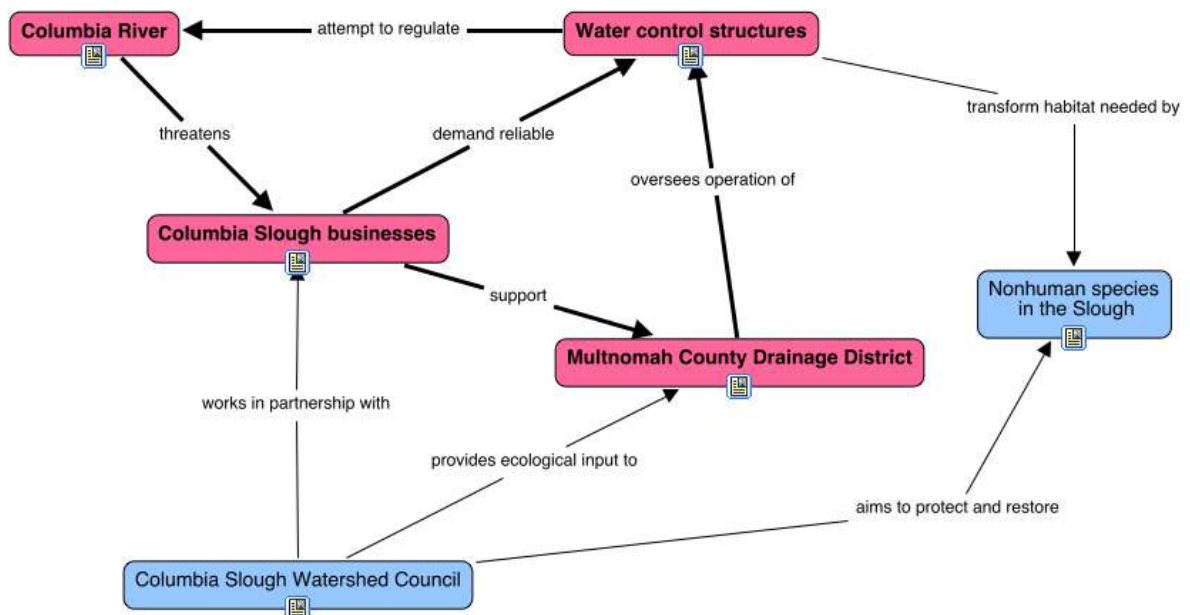 Columbia River
attempt to regulate
Water control structures
transform habitat needed by
threatens
demand reliable
oversees operation of
Columbia Slough businesses
support
Nonhuman species
in the Slough
Multnomah County Drainage District
works in partnership with
provides ecological input to
aims to protect and restore
Columbia Slough Watershed Council